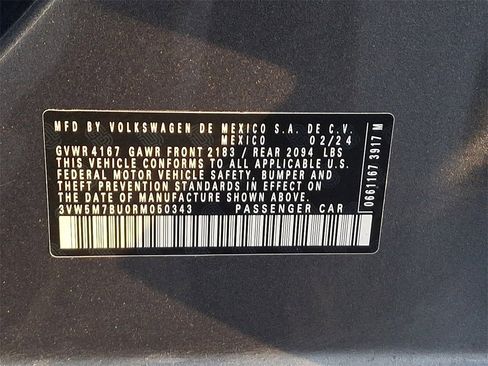 MFD BY VOLKSWAGEN DE MEXICO S.A. DE C.V.
MEXICO 02/24
GVWR 4167 GAWR FRONT 2183 / REAR 2094 LBS
THIS VEHICLE CONFORMS TO ALL APPLICABLE U.S.
FEDERAL MOTOR VEHICLE SAFETY, BUMPER AND
THEFT PREVENTION STANDARDS IN EFFECT ON
THE DATE OF MANUFACTURE SHOWN ABOVE.
3VW5M7BU0RM050343 PASSENGER CAR
0661167 3917 M